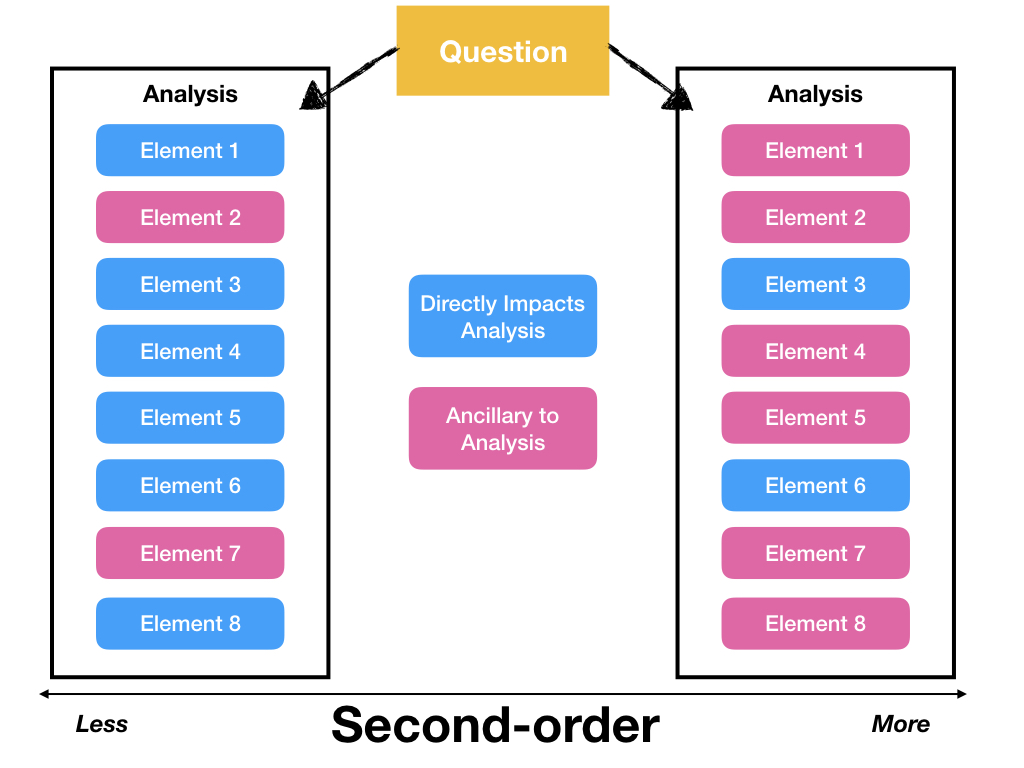 Question
Analysis
Element 1
Element 2
Element 3
Element 4
Element 5
Element 6
Element 7
Element 8
Directly Impacts
Analysis
Ancillary to
Analysis
Analysis
Element 1
Element 2
Element 3
Element 4
Element 5
Element 6
Element 7
Element 8
Less
Second-order
More